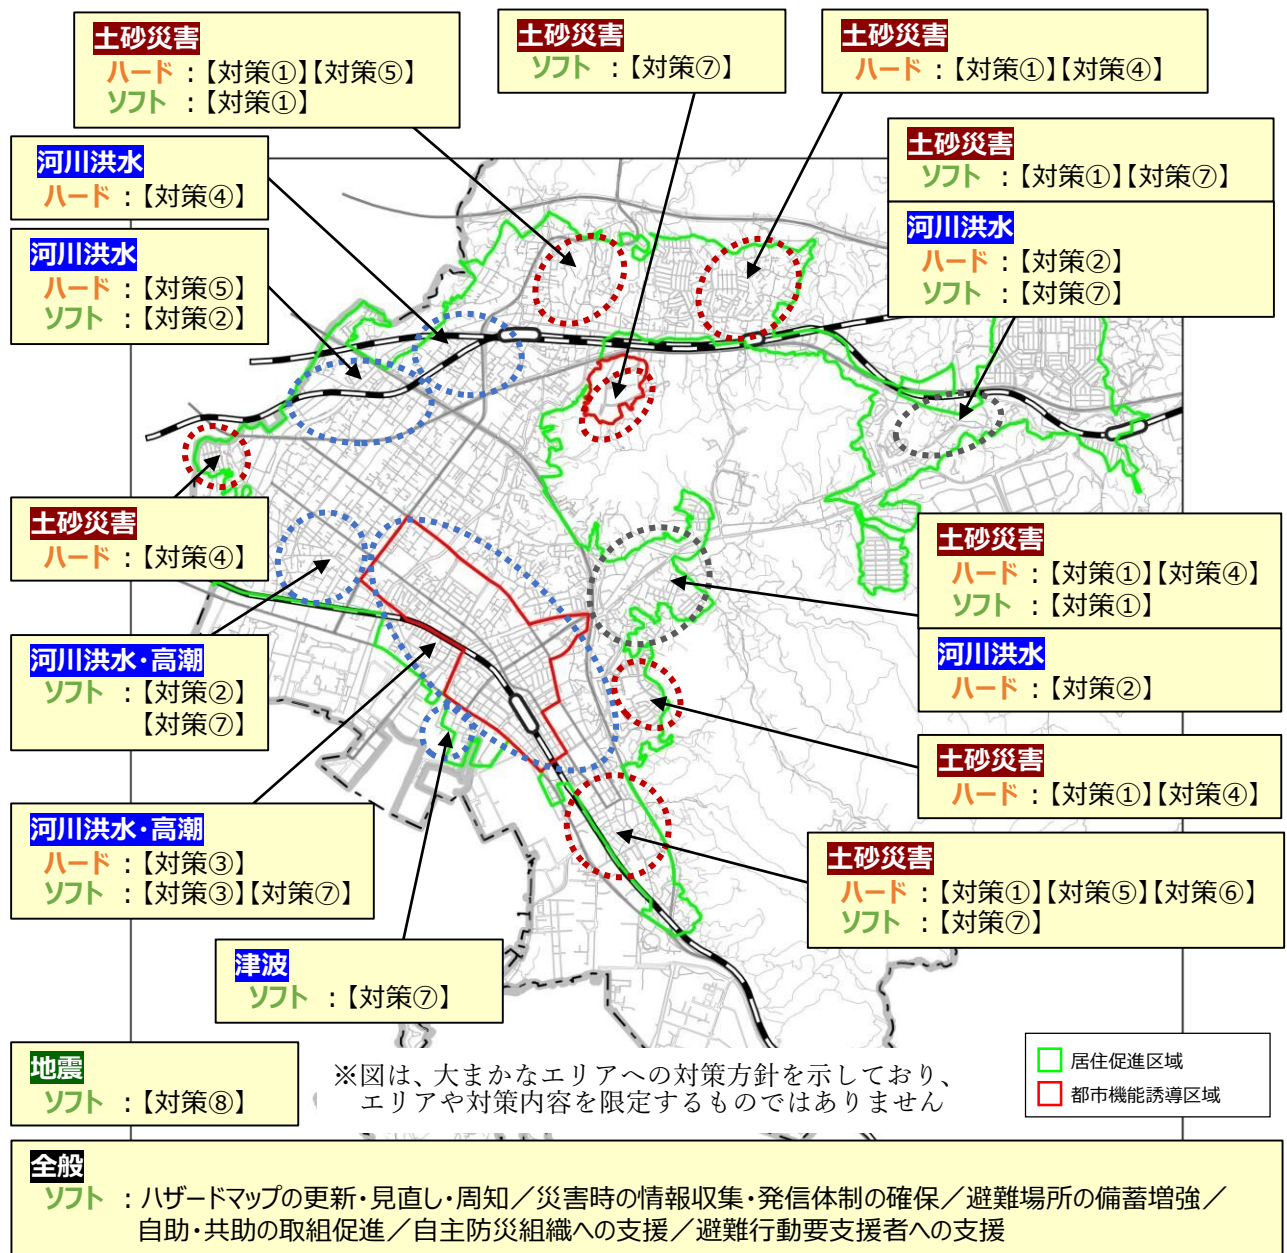 土砂災害
ハード：【対策①】【対策⑤】
ソフト：【対策①】
土砂災害
ソフト：【対策⑦】
土砂災害
ハード：【対策①】【対策④】
河川洪水
ハード：【対策④】
土砂災害
ソフト：【対策①】【対策⑦】
河川洪水
ハード：【対策②】
ソフト：【対策⑦】
河川洪水
ハード：【対策⑤】
ソフト：【対策②】
土砂災害
ハード：【対策④】
土砂災害
ハード：【対策①】【対策④】
ソフト：【対策①】
河川洪水
ハード：【対策②】
河川洪水・高潮
ソフト：【対策②】
【対策⑦】
土砂災害
ハード：【対策①】【対策④】
河川洪水・高潮
ハード：【対策③】
ソフト：【対策③】【対策⑦】
土砂災害
ハード：【対策①】【対策⑤】【対策⑥】
ソフト：【対策⑦】
津波
ソフト：【対策⑦】
地震
ソフト：【対策⑧】
※図は、大まかなエリアへの対策方針を示しており、
エリアや対策内容を限定するものではありません
居住促進区域
都市機能誘導区域
全般
ソフト：ハザードマップの更新・見直し・周知／災害時の情報収集・発信体制の確保／避難場所の備蓄増強／
自助・共助の取組促進／自主防災組織への支援／避難行動要支援者への支援